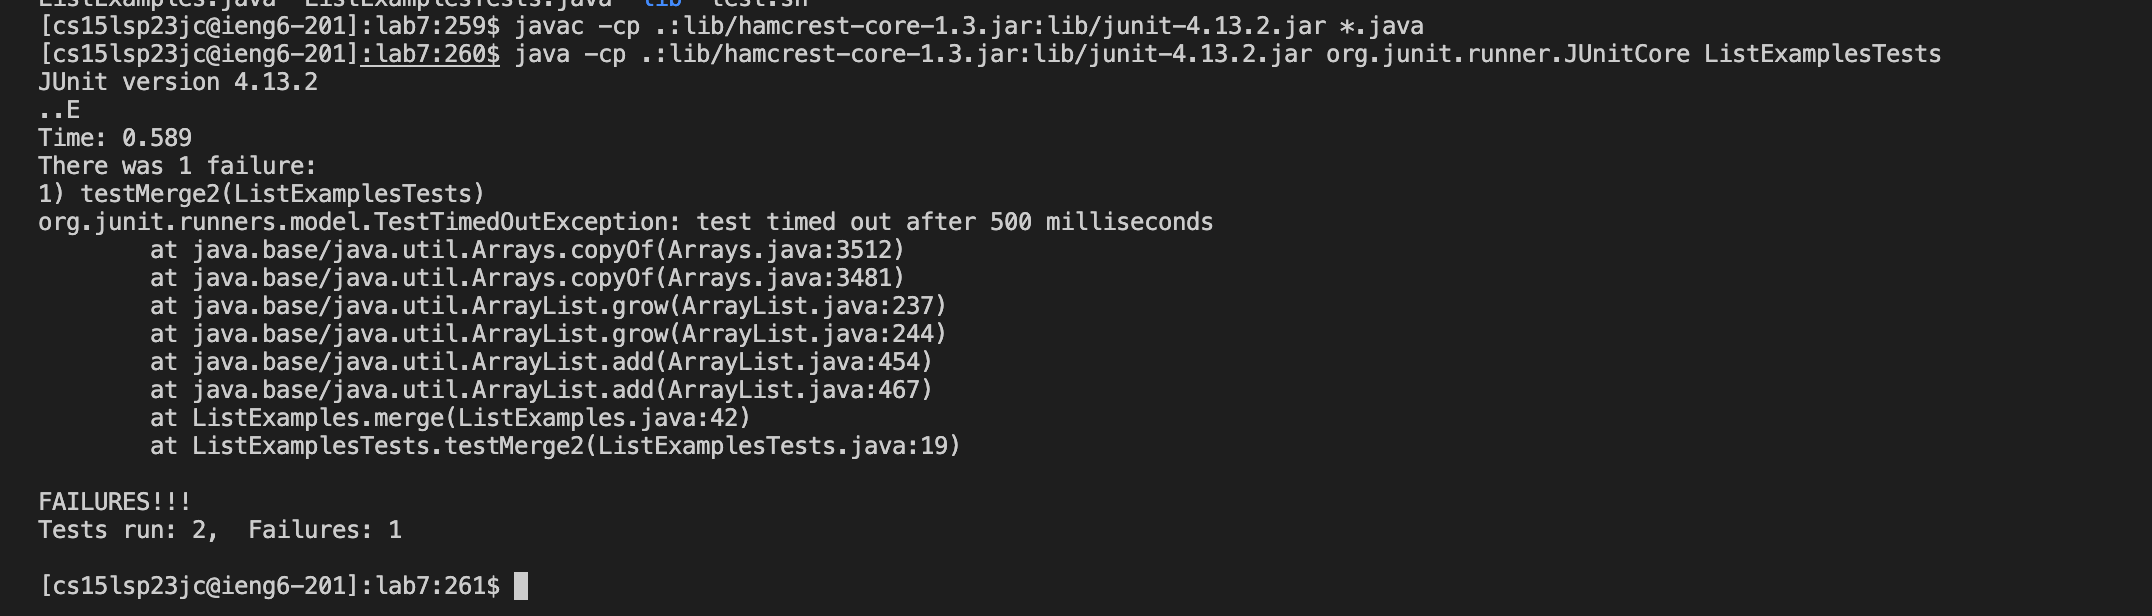 ListExamples.java  ListExamplesTests.java  lib  test.sh
[cs15lsp23jc@ieng6-201]:lab7:259$ javac -cp .:lib/hamcrest-core-1.3.jar:lib/junit-4.13.2.jar *.java
[cs15lsp23jc@ieng6-201]:lab7:260$ java -cp .:lib/hamcrest-core-1.3.jar:lib/junit-4.13.2.jar org.junit.runner.JUnitCore ListExamplesTests
JUnit version 4.13.2
..E
Time: 0.589
There was 1 failure:
1) testMerge2(ListExamplesTests)
org.junit.runners.model.TestTimedOutException: test timed out after 500 milliseconds
        at java.base/java.util.Arrays.copyOf(Arrays.java:3512)
        at java.base/java.util.Arrays.copyOf(Arrays.java:3481)
        at java.base/java.util.ArrayList.grow(ArrayList.java:237)
        at java.base/java.util.ArrayList.grow(ArrayList.java:244)
        at java.base/java.util.ArrayList.add(ArrayList.java:454)
        at java.base/java.util.ArrayList.add(ArrayList.java:467)
        at ListExamples.merge(ListExamples.java:42)
        at ListExamplesTests.testMerge2(ListExamplesTests.java:19)

FAILURES!!!
Tests run: 2,  Failures: 1

[cs15lsp23jc@ieng6-201]:lab7:261$